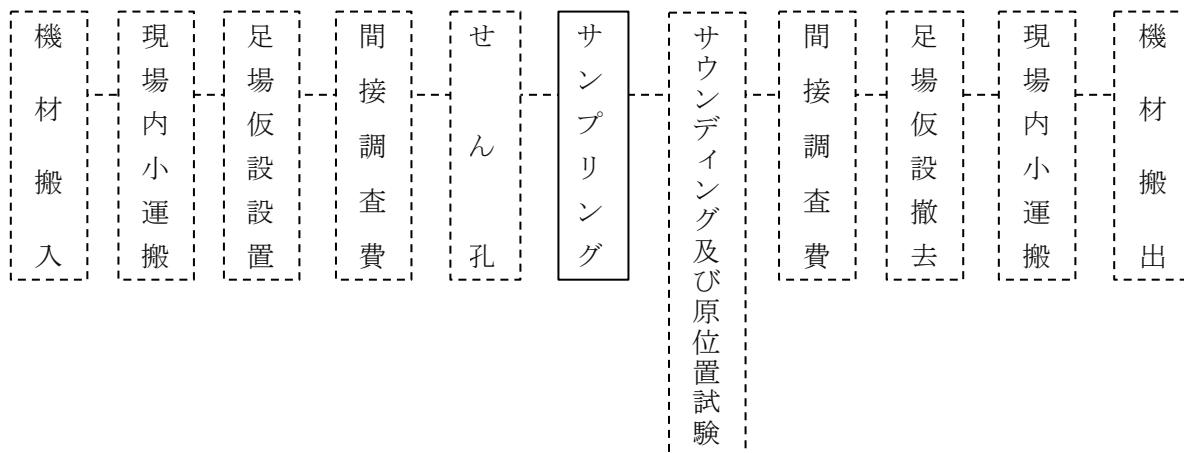 機材搬入
現場内小運搬
足場仮設設置
間接調査費
せん孔
サンプリング
サウンディング及び原位置試験
間接調査費
足場仮設撤去
現場内小運搬
機材搬出